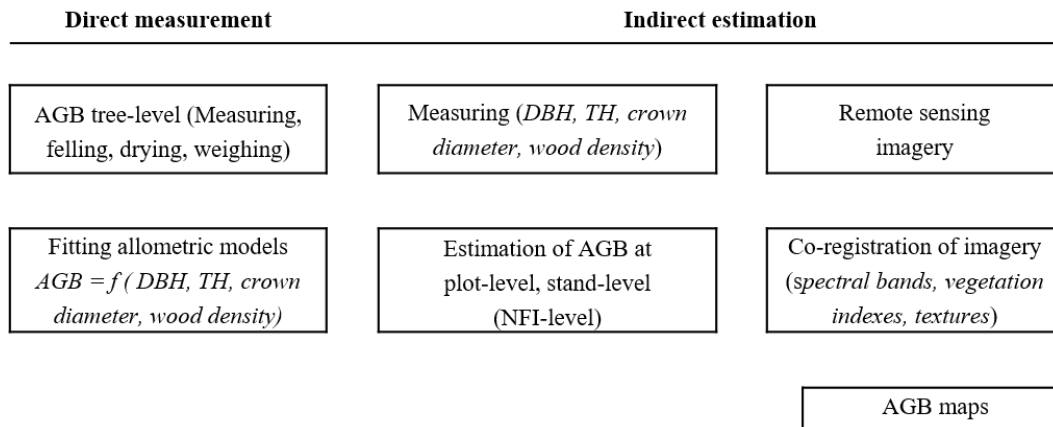 Direct measurement
Indirect estimation
AGB tree-level (Measuring,
felling, drying, weighing)
Measuring (DBH, TH, crown
diameter, wood density)
Remote sensing
imagery
Fitting allometric models
AGB = f ( DBH, TH, crown
diameter, wood density)
Estimation of AGB at
plot-level, stand-level
(NFI-level)
Co-registration of imagery
(spectral bands, vegetation
indexes, textures)
AGB maps